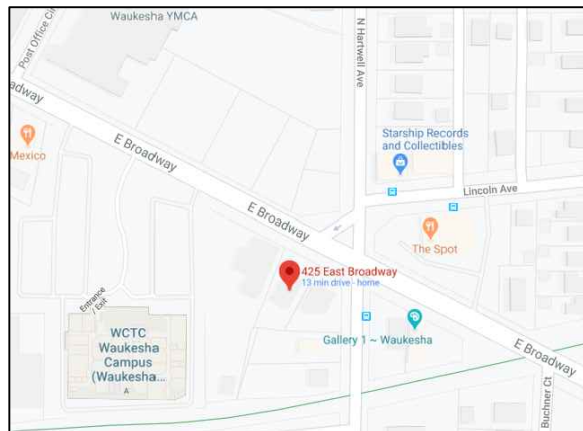 Waukesha YMCA
Post Office Cir
N Hartwell Ave
adway
E Broadway
Mexico
Starship Records
and Collectibles
Lincoln Ave
E Broadway
The Spot
425 East Broadway
13 min drive - home
Entrance
/ Exit
WCTC
Waukesha
Campus
(Waukesha...
A
Gallery 1 ~ Waukesha
E Broadway
Buchner Ct